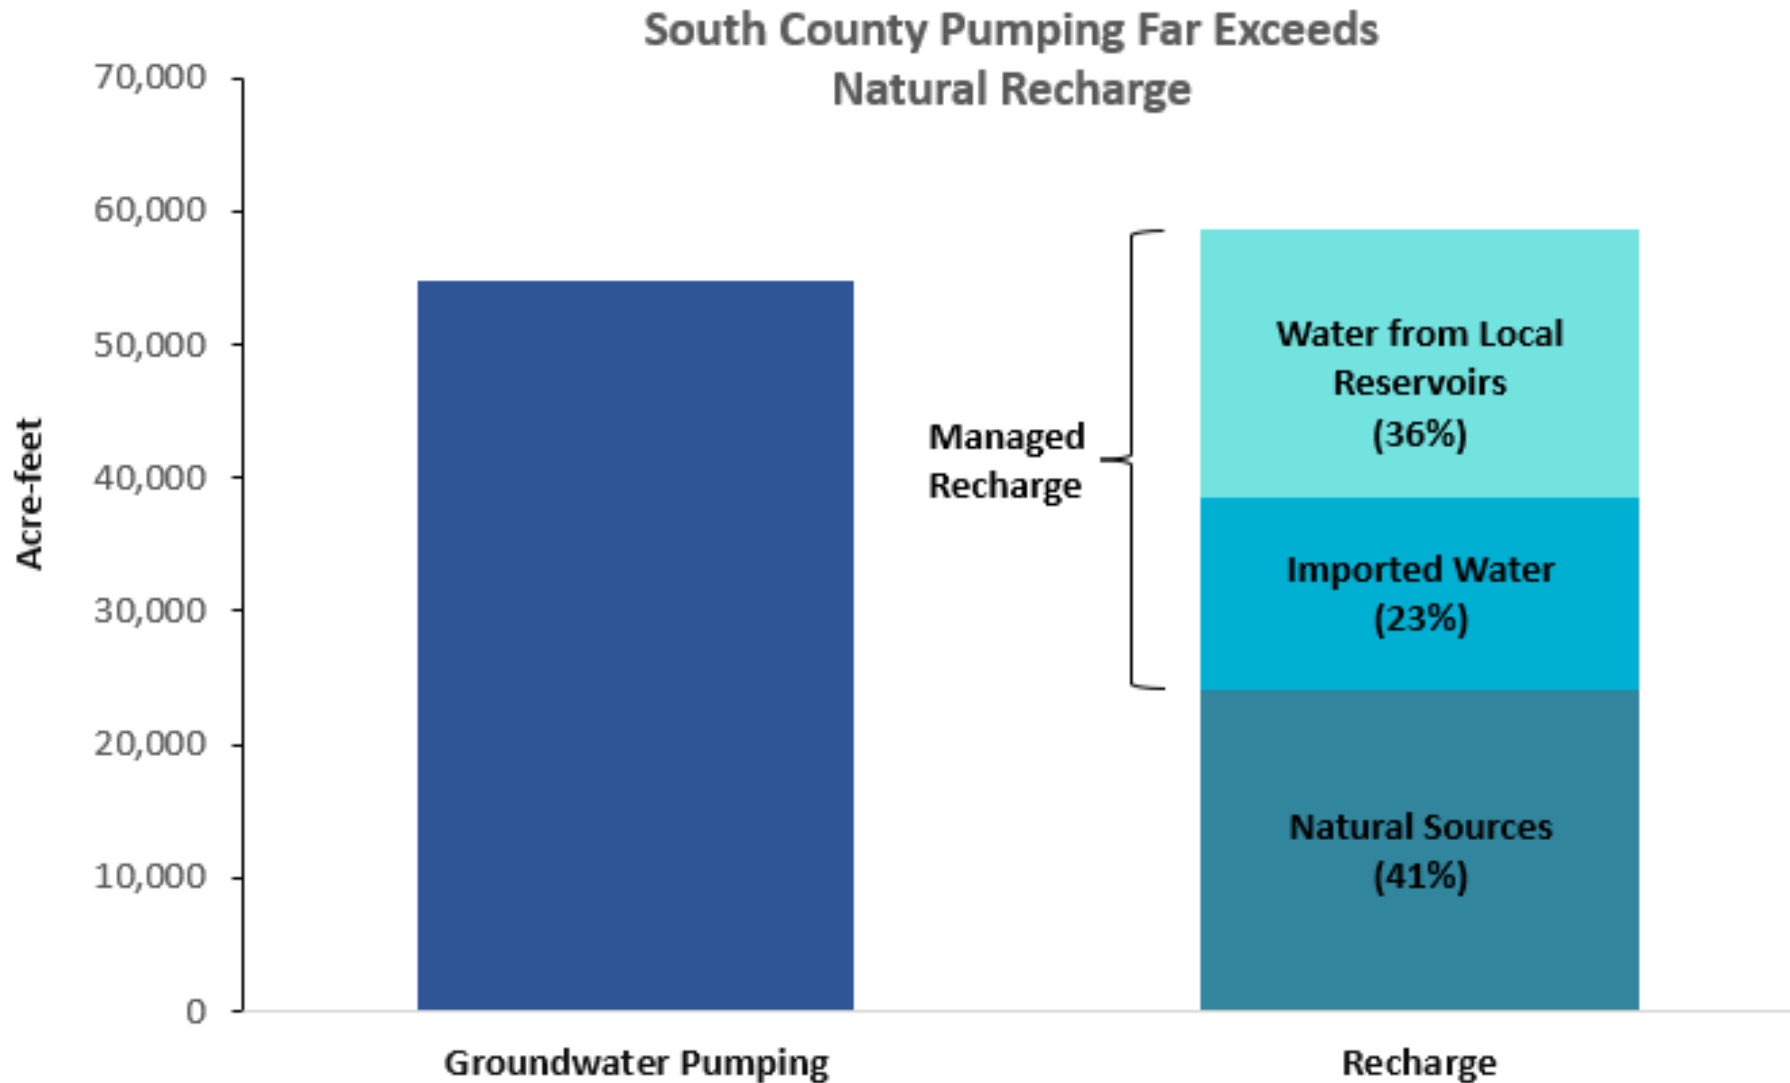 South County Pumping Far Exceeds
Natural Recharge
70,000
60,000
50,000
40,000
30,000
20,000
10,000
0
Acre-feet
Managed
Recharge
Water from Local
Reservoirs
(36%)
Imported Water
(23%)
Natural Sources
(41%)
Groundwater Pumping
Recharge